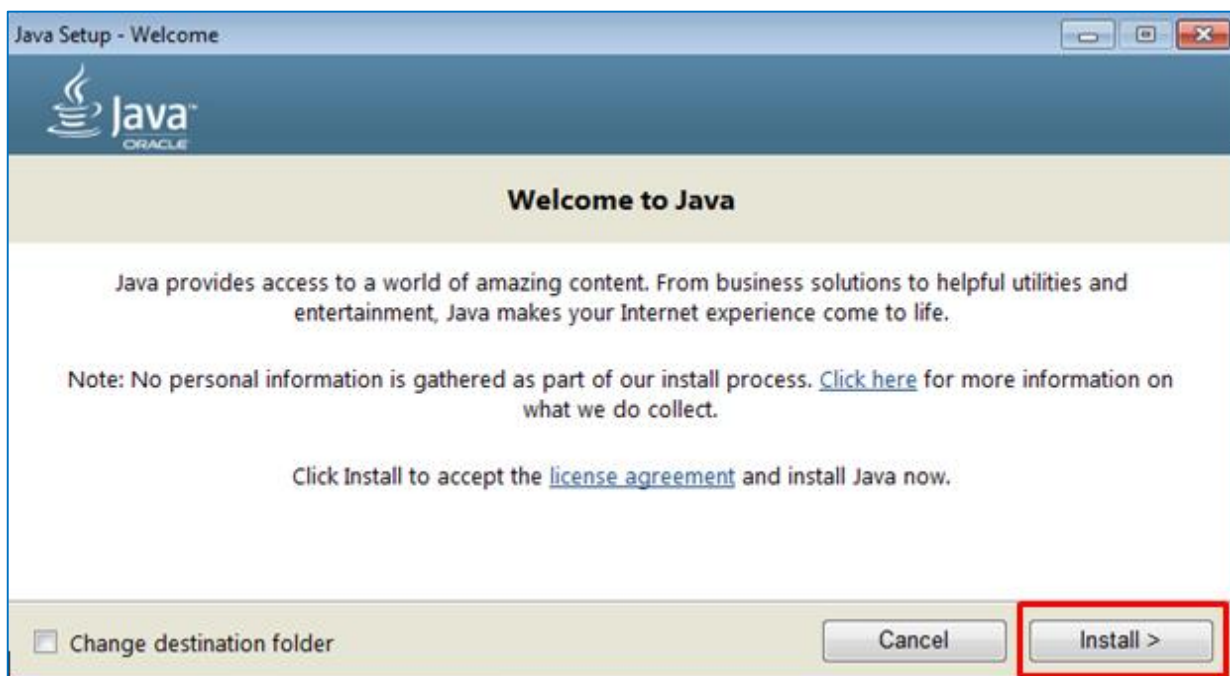 Java Setup - Welcome
Java™
ORACLE
Welcome to Java
Java provides access to a world of amazing content. From business solutions to helpful utilities and
entertainment, Java makes your Internet experience come to life.
Note: No personal information is gathered as part of our install process. Click here for more information on
what we do collect.
Click Install to accept the license agreement and install Java now.
Change destination folder
Cancel
Install >